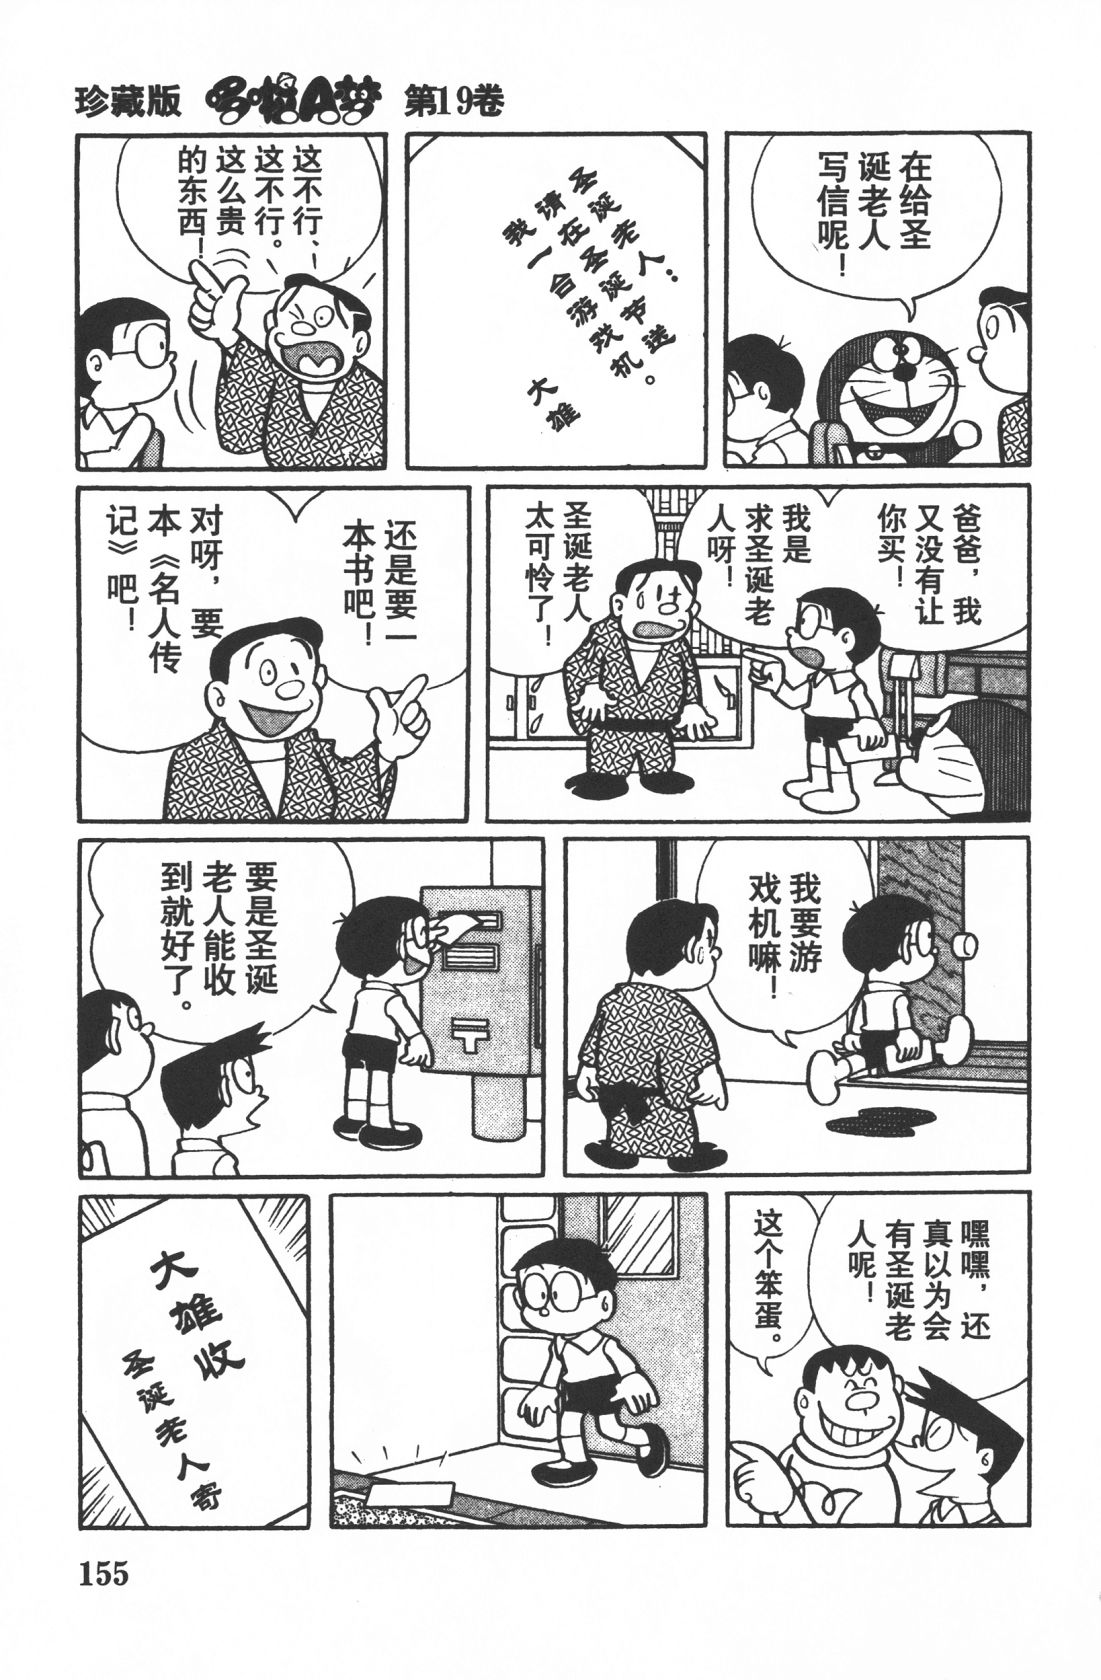 珍藏版 哆啦A梦 第19卷
在给圣
诞老人
写信呢！
圣诞老人：
请在圣诞节送
我一台游戏机。
大雄
这不行、
这不行。
这么贵
的东西！
爸爸，我
又没有让
你买！
我是
求圣诞老
人呀！
圣诞老人
太可怜了！
还是要一
本书吧！
对呀，要
本《名人传
记》吧！
我要游
戏机嘛！
要是圣诞
老人能收
到就好了。
嘿嘿，还
真以为会
有圣诞老
人呢！
这个笨蛋。
大雄收
圣诞老人寄
155